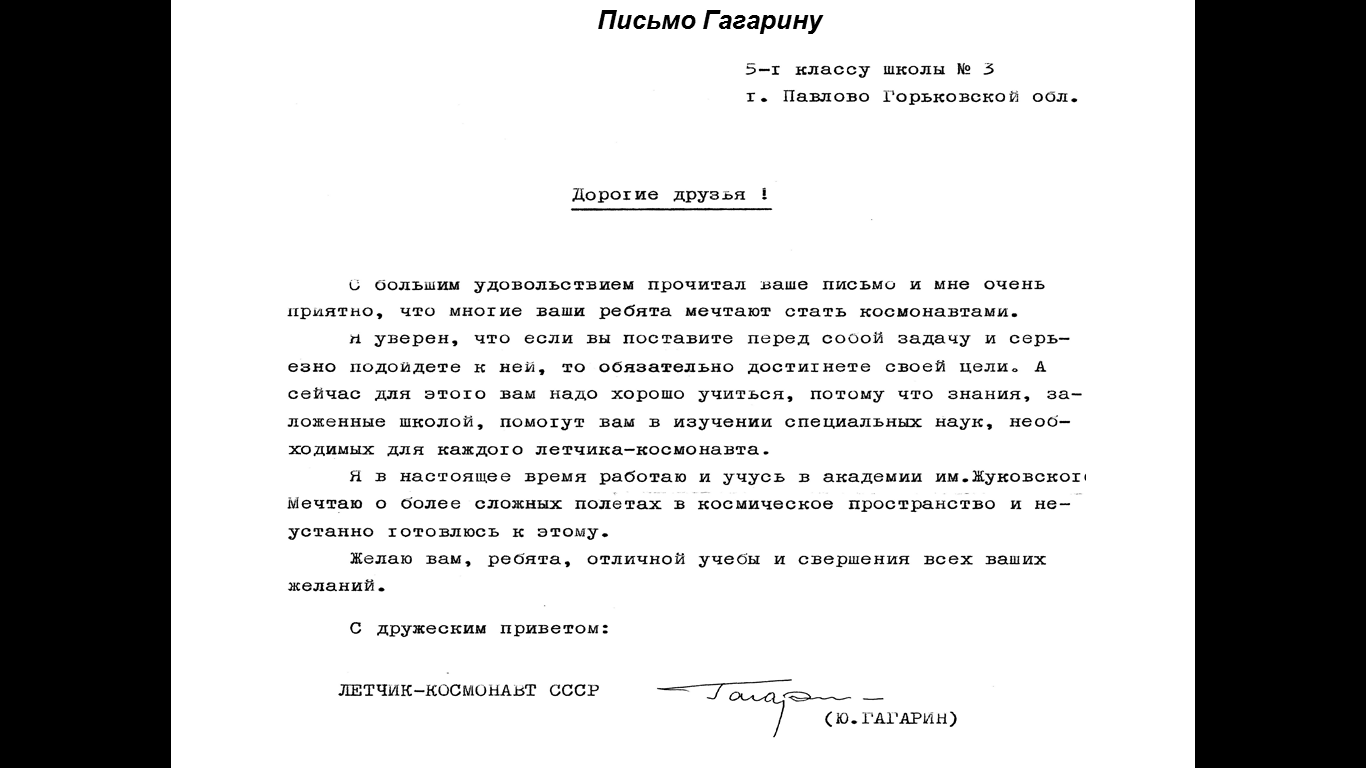 Письмо Гагарину
5-г классу школы № 3
г. Павлово Горьковской обл.
Дорогие друзья !
С большим удовольствием прочитал ваше письмо и мне очень
приятно, что многие ваши ребята мечтают стать космонавтами.
Я уверен, что если вы поставите перед собой задачу и серь-
езно подойдете к ней, то обязательно достигнете своей цели. А
сейчас для этого вам надо хорошо учиться, потому что знания, за-
ложенные школой, помогут вам в изучении специальных наук, необ-
ходимых для каждого летчика-космонавта.
Я в настоящее время работаю и учусь в академии им.Жуковского
Мечтаю о более сложных полетах в космическое пространство и не-
устанно готовлюсь к этому.
Желаю вам, ребята, отличной учебы и свершения всех ваших
желаний.
С дружеским приветом:
ЛЕТЧИК-КОСМОНАВТ СССР Гагарин
(Ю.ГАГАРИН)